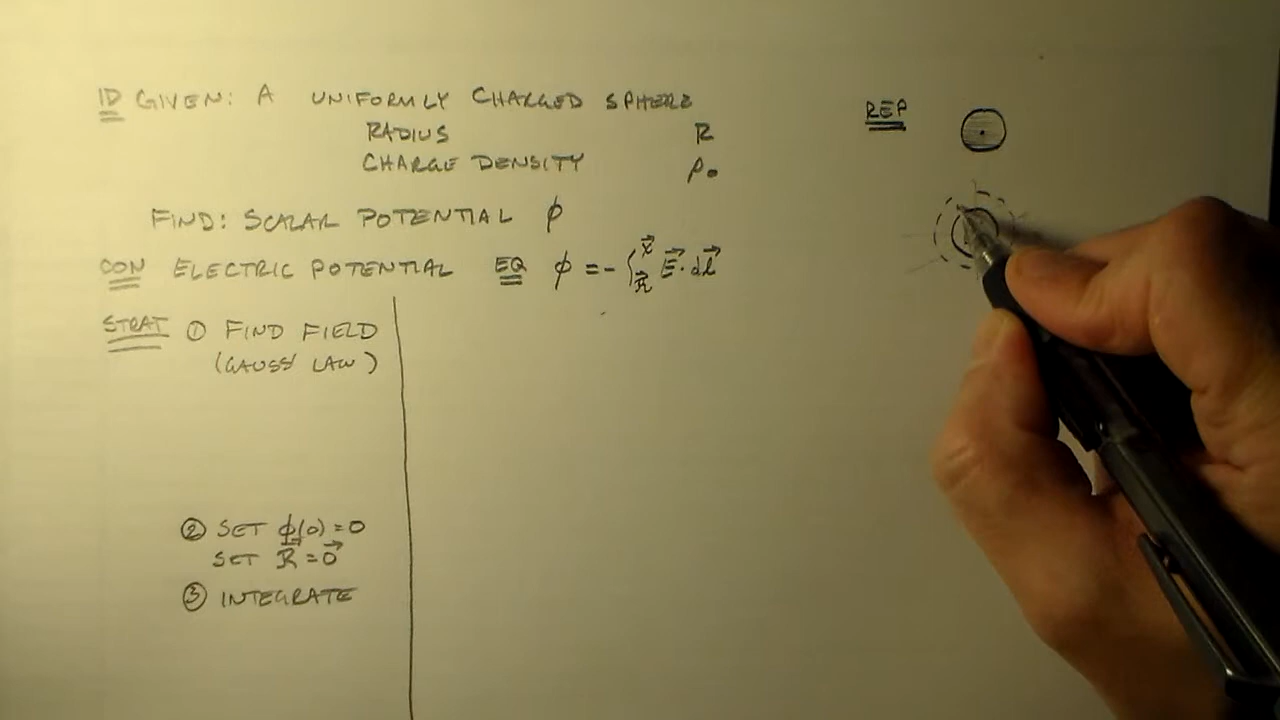 ID GIVEN: A UNIFORMLY CHARGED SPHERE
RADIUS R
CHARGE DENSITY ρ₀
FIND: SCALAR POTENTIAL ϕ
CON ELECTRIC POTENTIAL EQ ϕ = -∫_R⃗^x⃗ E⃗·dl⃗
STRAT ① FIND FIELD
(GAUSS' LAW)
② SET ϕ(0) = 0
SET R⃗ = 0⃗
③ INTEGRATE
REP